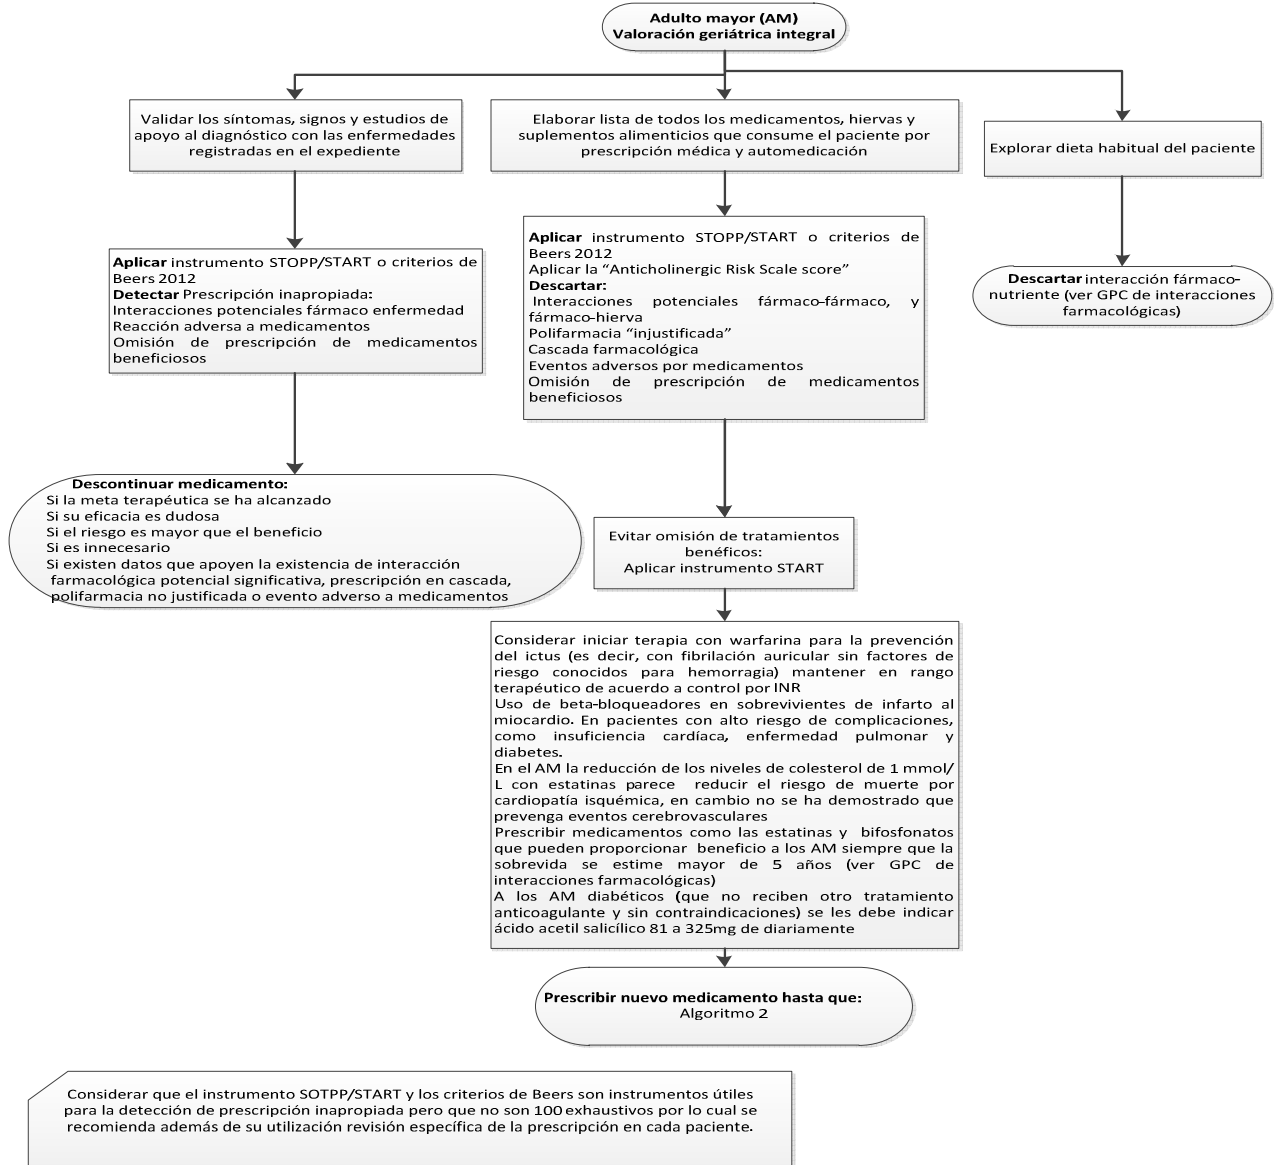 Adulto mayor (AM)
Valoración geriátrica integral
Validar los síntomas, signos y estudios de
apoyo al diagnóstico con las enfermedades
registradas en el expediente
Elaborar lista de todos los medicamentos, hiervas y
suplementos alimenticios que consume el paciente por
prescripción médica y automedicación
Explorar dieta habitual del paciente
Aplicar instrumento STOPP/START o criterios de
Beers 2012
Detectar Prescripción inapropiada:
Interacciones potenciales fármaco enfermedad
Reacción adversa a medicamentos
Omisión de prescripción de medicamentos
beneficiosos
Aplicar instrumento STOPP/START o criterios de
Beers 2012
Aplicar la “Anticholinergic Risk Scale score”
Descartar:
Interacciones potenciales fármaco-fármaco, y
fármaco-hierva
Polifarmacia “injustificada”
Cascada farmacológica
Eventos adversos por medicamentos
Omisión de prescripción de medicamentos
beneficiosos
Descartar interacción fármaco-
nutriente (ver GPC de interacciones
farmacológicas)
Descontinuar medicamento:
Si la meta terapéutica se ha alcanzado
Si su eficacia es dudosa
Si el riesgo es mayor que el beneficio
Si es innecesario
Si existen datos que apoyen la existencia de interacción
farmacológica potencial significativa, prescripción en cascada,
polifarmacia no justificada o evento adverso a medicamentos
Evitar omisión de tratamientos
benéficos:
Aplicar instrumento START
Considerar iniciar terapia con warfarina para la prevención
del ictus (es decir, con fibrilación auricular sin factores de
riesgo conocidos para hemorragia) mantener en rango
terapéutico de acuerdo a control por INR
Uso de beta-bloqueadores en sobrevivientes de infarto al
miocardio. En pacientes con alto riesgo de complicaciones,
como insuficiencia cardíaca, enfermedad pulmonar y
diabetes.
En el AM la reducción de los niveles de colesterol de 1 mmol/
L con estatinas parece reducir el riesgo de muerte por
cardiopatía isquémica, en cambio no se ha demostrado que
prevenga eventos cerebrovasculares
Prescribir medicamentos como las estatinas y bifosfonatos
que pueden proporcionar beneficio a los AM siempre que la
sobrevida se estime mayor de 5 años (ver GPC de
interacciones farmacológicas)
A los AM diabéticos (que no reciben otro tratamiento
anticoagulante y sin contraindicaciones) se les debe indicar
ácido acetil salicílico 81 a 325mg de diariamente
Prescribir nuevo medicamento hasta que:
Algoritmo 2
Considerar que el instrumento SOTPP/START y los criterios de Beers son instrumentos útiles
para la detección de prescripción inapropiada pero que no son 100 exhaustivos por lo cual se
recomienda además de su utilización revisión específica de la prescripción en cada paciente.